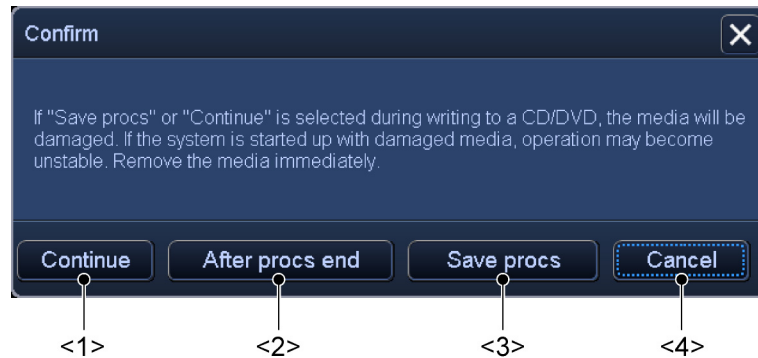 Confirm
If "Save procs" or "Continue" is selected during writing to a CD/DVD, the media will be
damaged. If the system is started up with damaged media, operation may become
unstable. Remove the media immediately.
Continue After procs end Save procs Cancel
<1> <2> <3> <4>